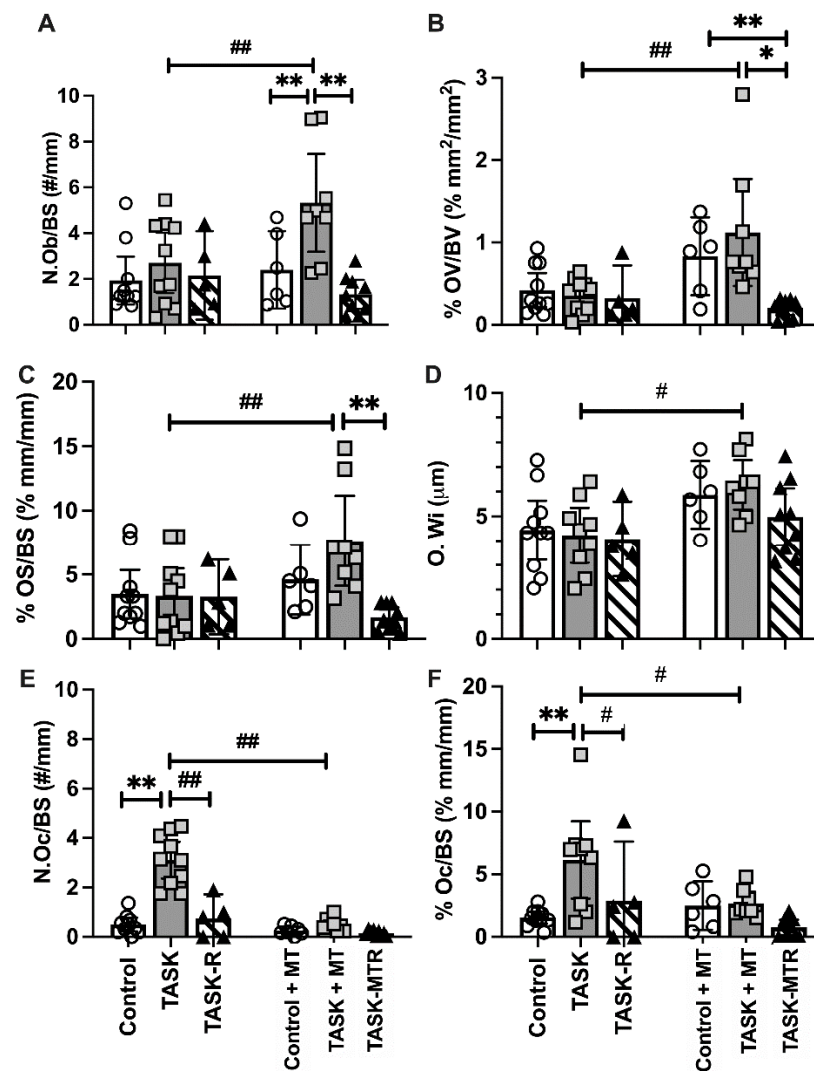 A
##
**
**
10
8
6
4
2
0
N.Ob/BS (#/mm)
B
**
##
*
3
2
1
0
% OV/BV (% mm²/mm²)
C
##
**
20
15
10
5
0
% OS/BS (% mm/mm)
D
#
10
5
0
O. Wi (μm)
E
##
**
##
10
8
6
4
2
0
N.Oc/BS (#/mm)
Control
TASK
TASK-R
Control + MT
TASK + MT
TASK-MTR
F
#
**
#
20
15
10
5
0
% Oc/BS (% mm/mm)
Control
TASK
TASK-R
Control + MT
TASK + MT
TASK-MTR